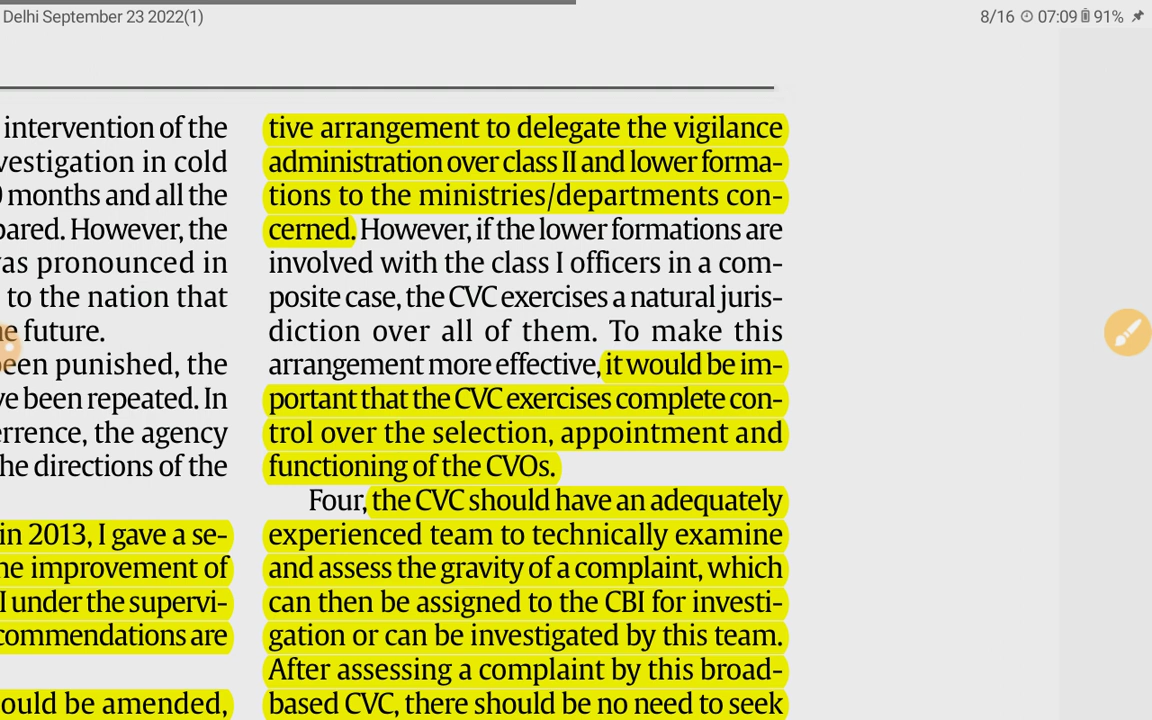 Delhi September 23 2022(1)
8/16 07:09 91%
intervention of the
vestigation in cold
months and all the
pared. However, the
was pronounced in
to the nation that
future.
been punished, the
have been repeated. In
errence, the agency
the directions of the
in 2013, I gave a se-
the improvement of
I under the supervi-
commendations are
ould be amended,
tive arrangement to delegate the vigilance
administration over class II and lower forma-
tions to the ministries/departments con-
cerned. However, if the lower formations are
involved with the class I officers in a com-
posite case, the CVC exercises a natural juris-
diction over all of them. To make this
arrangement more effective, it would be im-
portant that the CVC exercises complete con-
trol over the selection, appointment and
functioning of the CVOs.
Four, the CVC should have an adequately
experienced team to technically examine
and assess the gravity of a complaint, which
can then be assigned to the CBI for investi-
gation or can be investigated by this team.
After assessing a complaint by this broad-
based CVC, there should be no need to seek